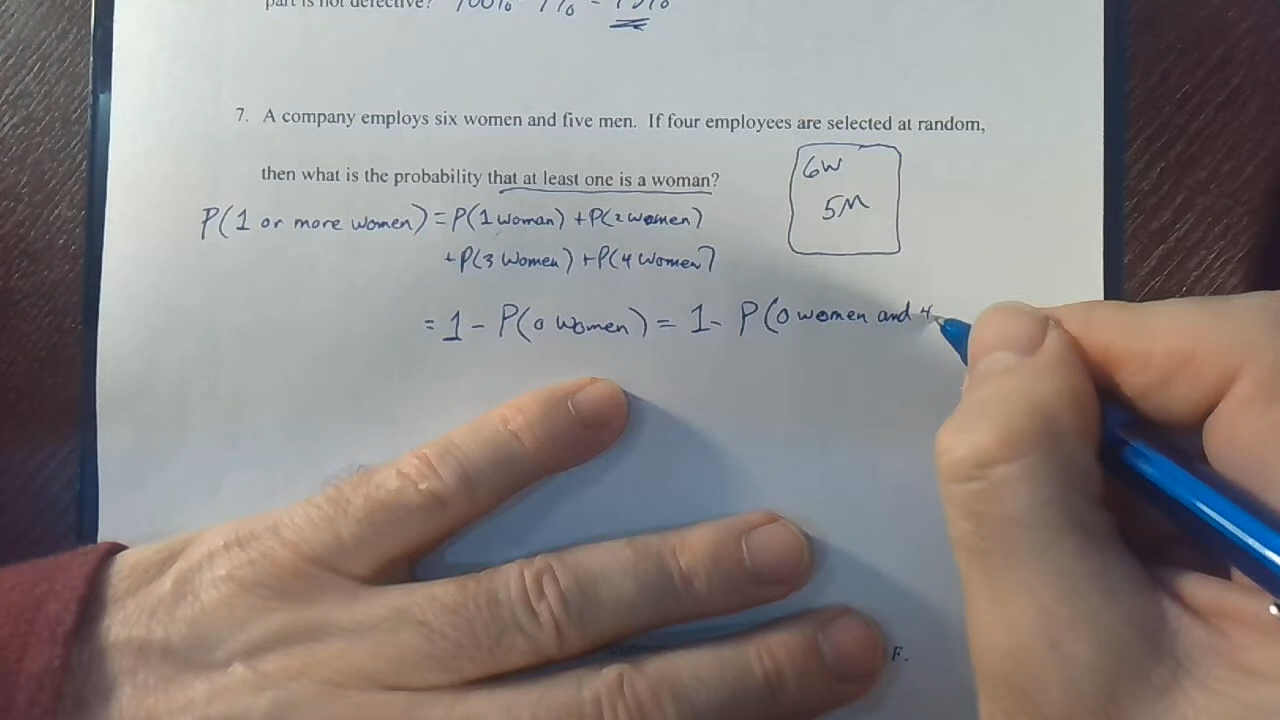 part is not defective? 100%
7. A company employs six women and five men. If four employees are selected at random,
then what is the probability that at least one is a woman?
6W
5M
P(1 or more women) = P(1 woman) + P(2 women)
+ P(3 women) + P(4 women)
= 1 - P(0 women) = 1 - P(0 women and 4
F.